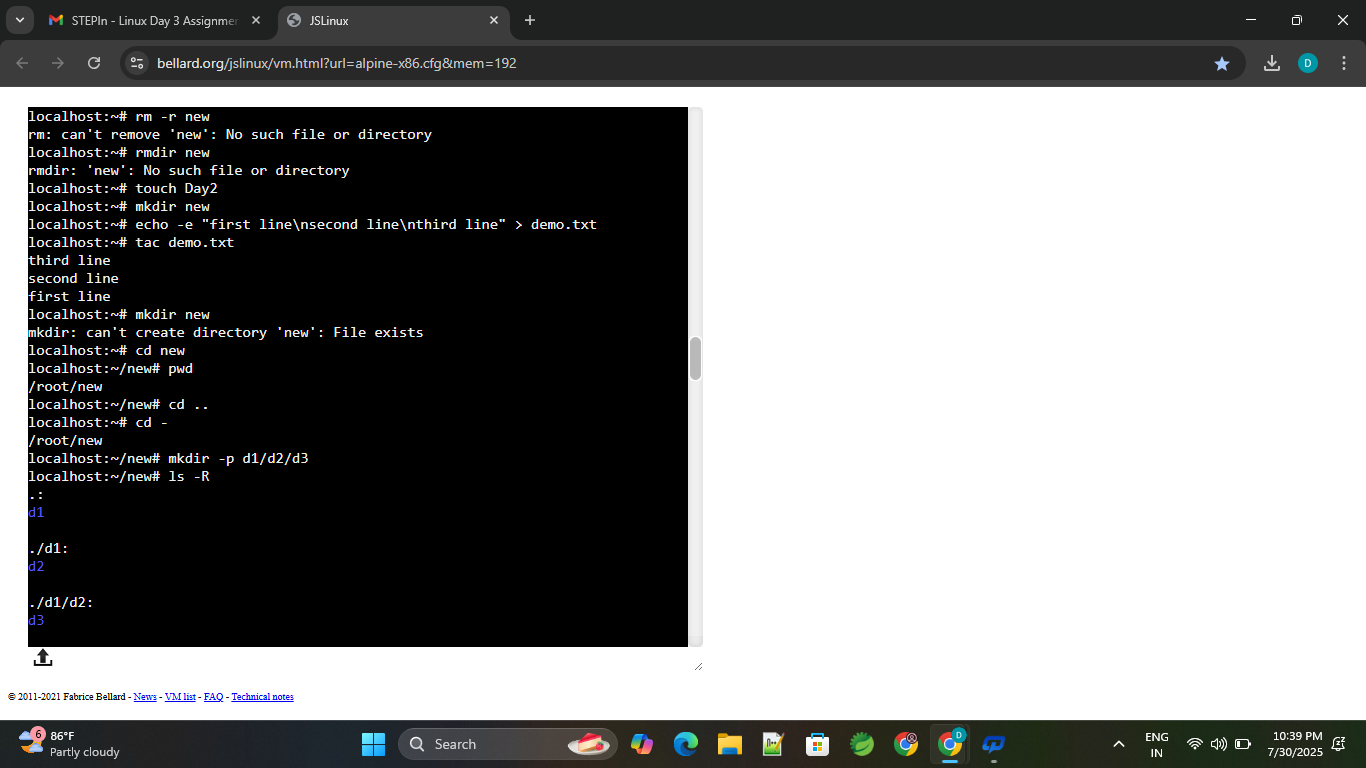 STEPIn - Linux Day 3 Assignme
JSLinux
bellard.org/jslinux/vm.html?url=alpine-x86.cfg&mem=192
D
localhost:~# rm -r new
rm: can't remove 'new': No such file or directory
localhost:~# rmdir new
rmdir: 'new': No such file or directory
localhost:~# touch Day2
localhost:~# mkdir new
localhost:~# echo -e "first line\nsecond line\nthird line" > demo.txt
localhost:~# tac demo.txt
third line
second line
first line
localhost:~# mkdir new
mkdir: can't create directory 'new': File exists
localhost:~# cd new
localhost:~/new# pwd
/root/new
localhost:~/new# cd ..
localhost:~# cd -
/root/new
localhost:~/new# mkdir -p d1/d2/d3
localhost:~/new# ls -R
.:
d1
./d1:
d2
./d1/d2:
d3
© 2011-2021 Fabrice Bellard - News - VM list - FAQ - Technical notes
6
86°F
Partly cloudy
Search
D
ENG
IN
10:39 PM
7/30/2025